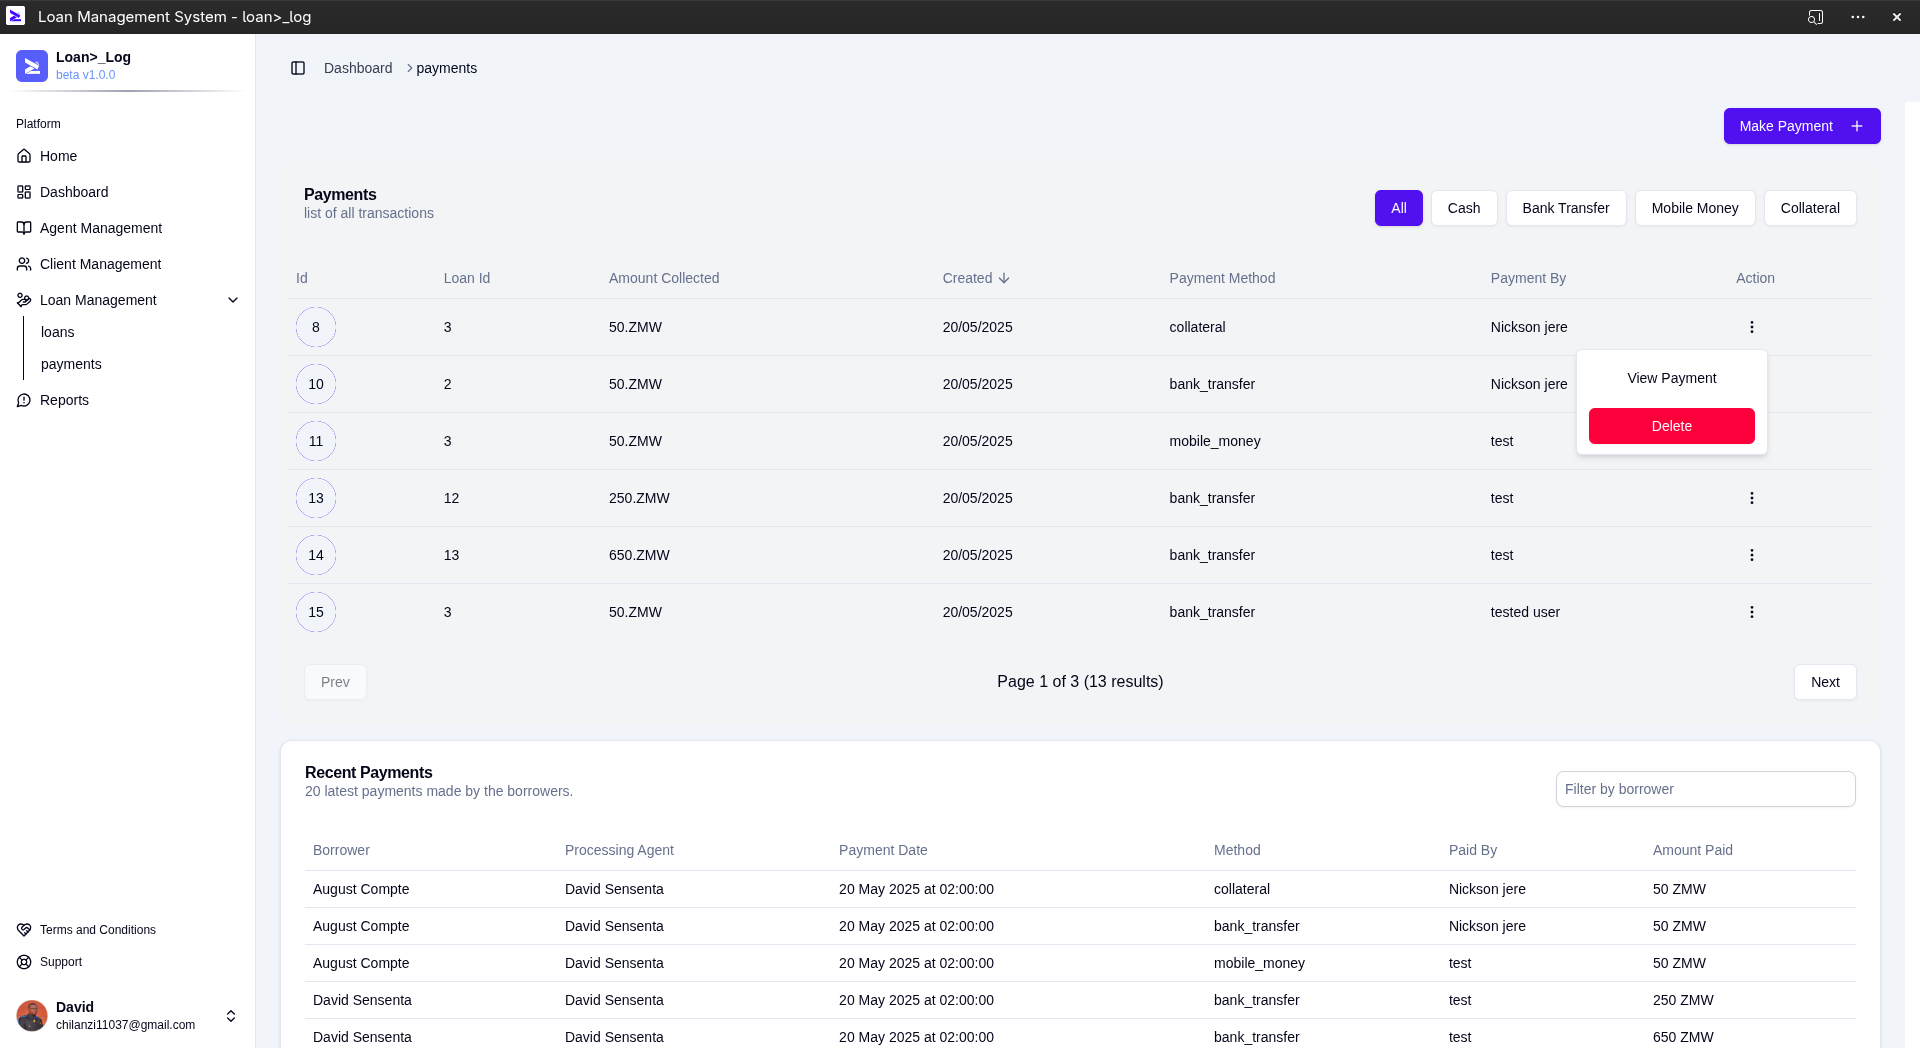 Loan Management System - loan>_log
Loan>_Log
beta v1.0.0
Platform
Home
Dashboard
Agent Management
Client Management
Loan Management
loans
payments
Reports
Terms and Conditions
Support
David
chilanzi11037@gmail.com
Dashboard > payments
Make Payment +
Payments
list of all transactions
All Cash Bank Transfer Mobile Money Collateral
Id Loan Id Amount Collected Created ↓ Payment Method Payment By Action
8 3 50.ZMW 20/05/2025 collateral Nickson jere
10 2 50.ZMW 20/05/2025 bank_transfer Nickson jere
11 3 50.ZMW 20/05/2025 mobile_money test
13 12 250.ZMW 20/05/2025 bank_transfer test
14 13 650.ZMW 20/05/2025 bank_transfer test
15 3 50.ZMW 20/05/2025 bank_transfer tested user
View Payment
Delete
Prev Page 1 of 3 (13 results) Next
Recent Payments
20 latest payments made by the borrowers.
Filter by borrower
Borrower Processing Agent Payment Date Method Paid By Amount Paid
August Compte David Sensenta 20 May 2025 at 02:00:00 collateral Nickson jere 50 ZMW
August Compte David Sensenta 20 May 2025 at 02:00:00 bank_transfer Nickson jere 50 ZMW
August Compte David Sensenta 20 May 2025 at 02:00:00 mobile_money test 50 ZMW
David Sensenta David Sensenta 20 May 2025 at 02:00:00 bank_transfer test 250 ZMW
David Sensenta David Sensenta 20 May 2025 at 02:00:00 bank_transfer test 650 ZMW